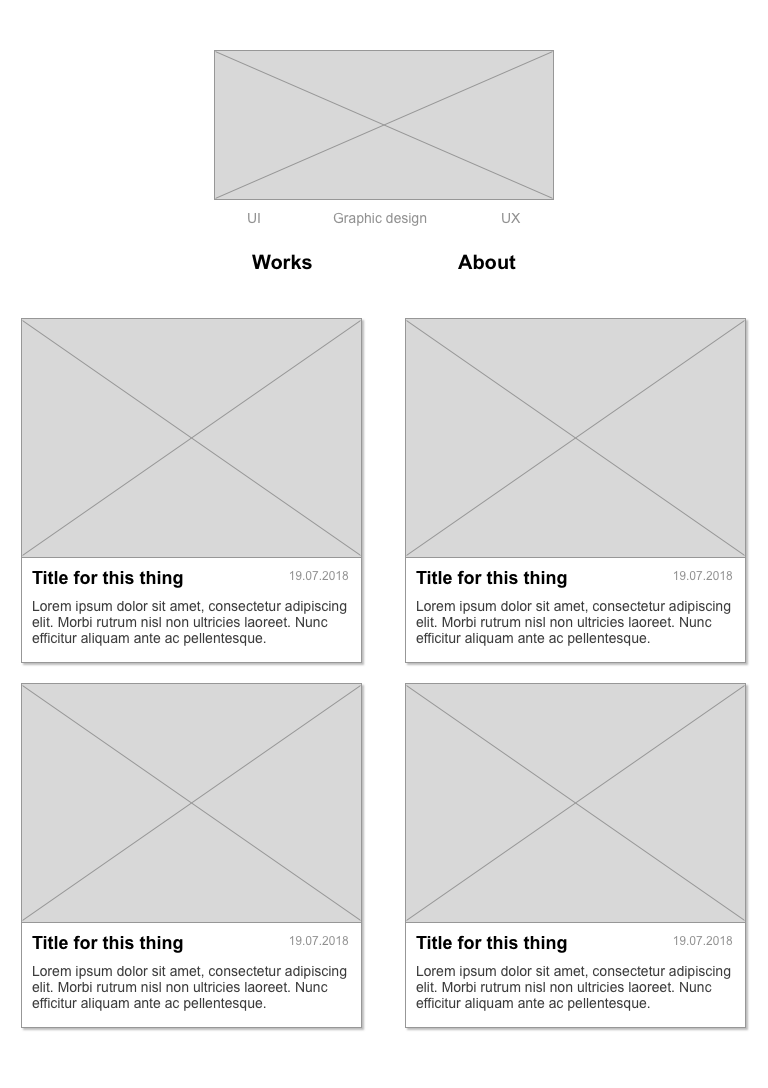 UI Graphic design UX
Works About
Title for this thing 19.07.2018
Lorem ipsum dolor sit amet, consectetur adipiscing
elit. Morbi rutrum nisl non ultricies laoreet. Nunc
efficitur aliquam ante ac pellentesque.
Title for this thing 19.07.2018
Lorem ipsum dolor sit amet, consectetur adipiscing
elit. Morbi rutrum nisl non ultricies laoreet. Nunc
efficitur aliquam ante ac pellentesque.
Title for this thing 19.07.2018
Lorem ipsum dolor sit amet, consectetur adipiscing
elit. Morbi rutrum nisl non ultricies laoreet. Nunc
efficitur aliquam ante ac pellentesque.
Title for this thing 19.07.2018
Lorem ipsum dolor sit amet, consectetur adipiscing
elit. Morbi rutrum nisl non ultricies laoreet. Nunc
efficitur aliquam ante ac pellentesque.